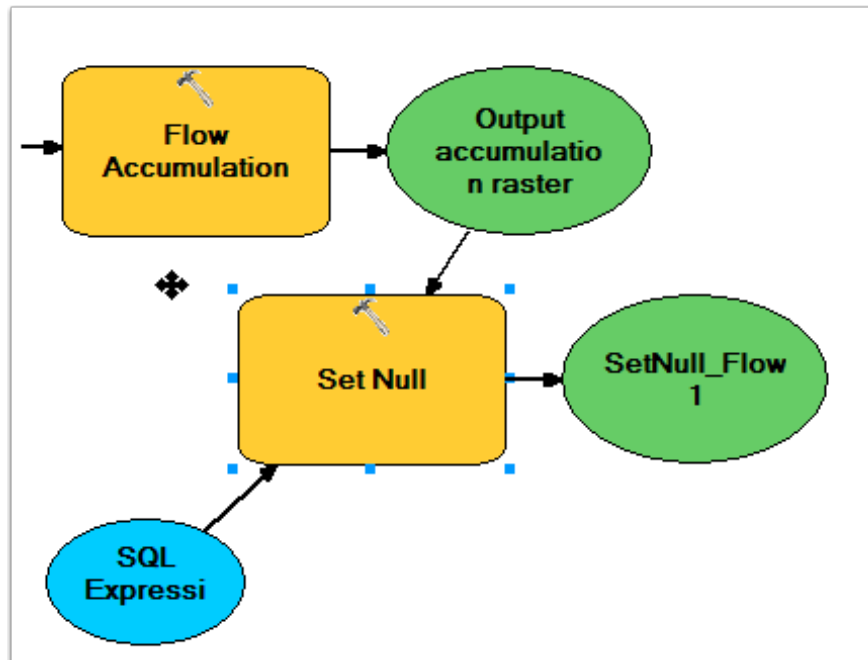 Flow
Accumulation
Output
accumulatio
n raster
Set Null
SetNull_Flow
1
SQL
Expressi